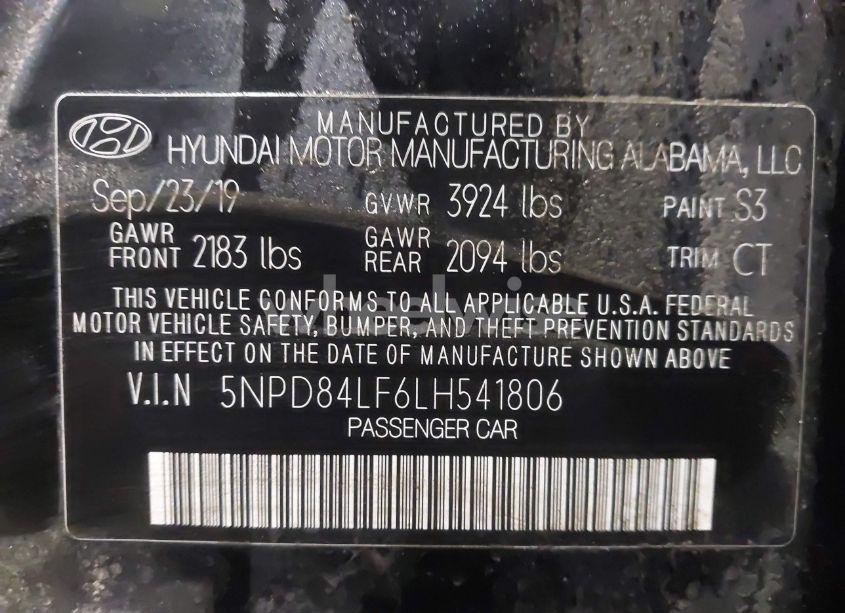 MANUFACTURED BY
HYUNDAI MOTOR MANUFACTURING ALABAMA, LLC
Sep/23/19 GVWR 3924 lbs PAINT S3
GAWR FRONT 2183 lbs GAWR REAR 2094 lbs TRIM CT
THIS VEHICLE CONFORMS TO ALL APPLICABLE U.S.A. FEDERAL
MOTOR VEHICLE SAFETY, BUMPER, AND THEFT PREVENTION STANDARDS
IN EFFECT ON THE DATE OF MANUFACTURE SHOWN ABOVE
V.I.N 5NPD84LF6LH541806
PASSENGER CAR